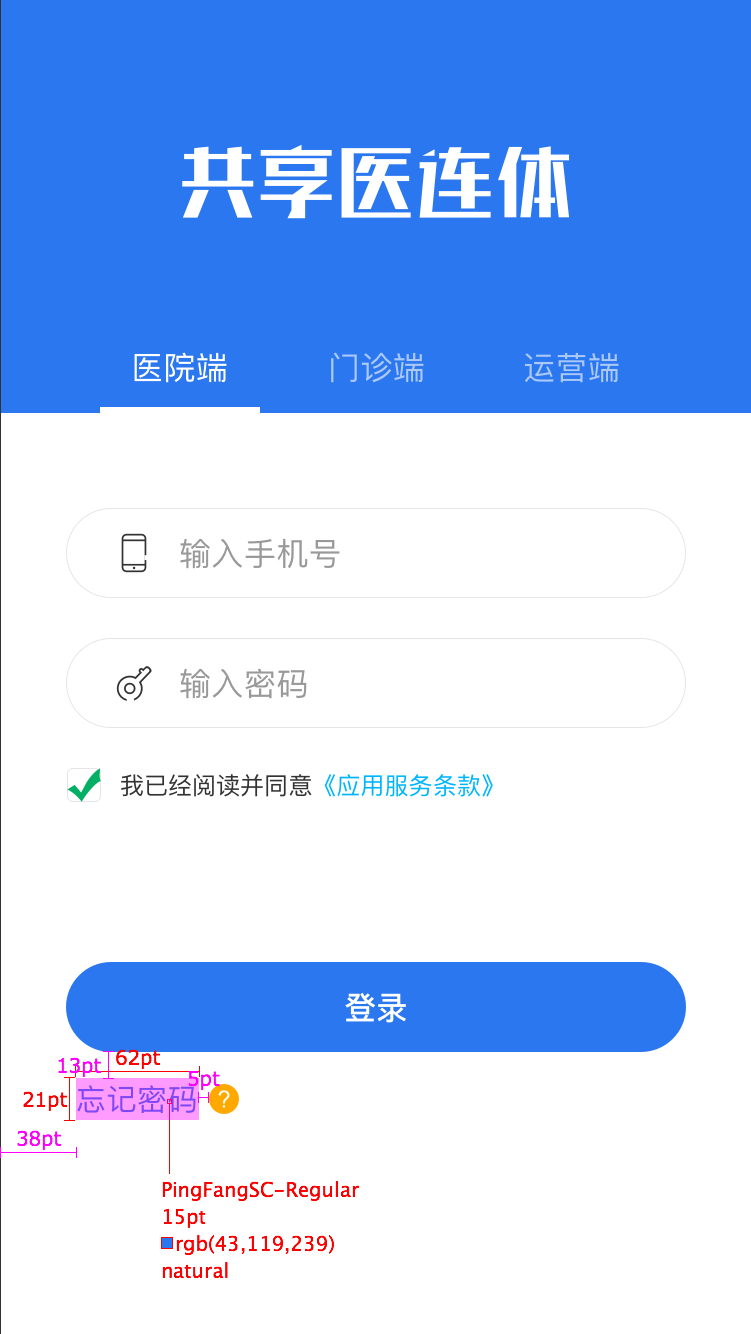 共享医连体
医院端 门诊端 运营端
输入手机号
输入密码
我已经阅读并同意《应用服务条款》
登录
13pt 62pt
5pt
21pt 忘记密码 ?
38pt
PingFangSC-Regular
15pt
rgb(43,119,239)
natural